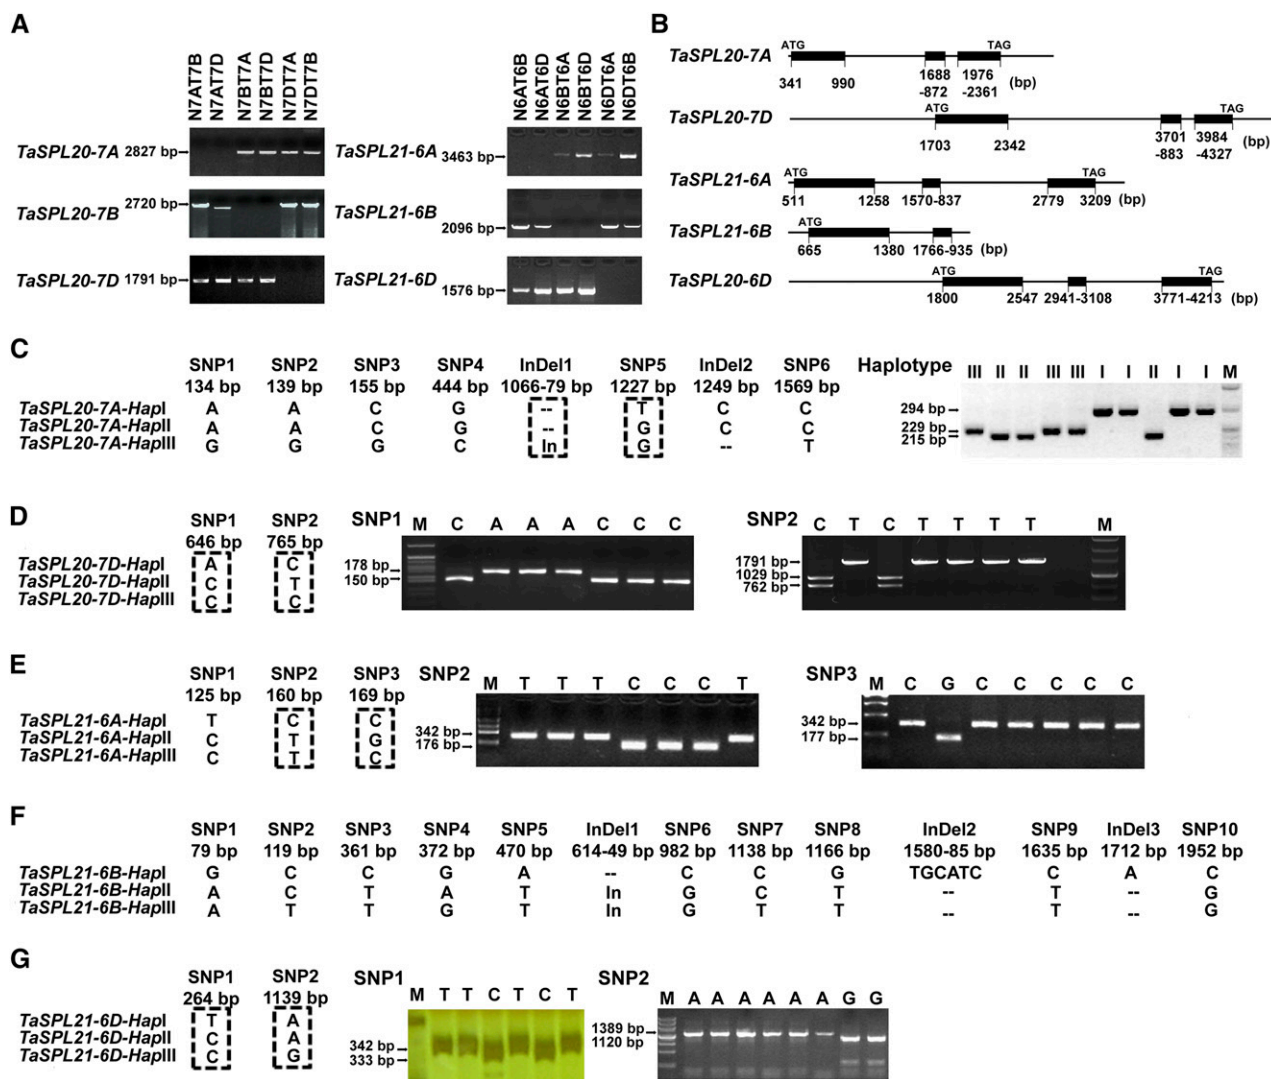 A
N7AT7B
N7AT7D
N7BT7A
N7BT7D
N7DT7A
N7DT7B
TaSPL20-7A 2827 bp
TaSPL20-7B 2720 bp
TaSPL20-7D 1791 bp
N6AT6B
N6AT6D
N6BT6A
N6BT6D
N6DT6A
N6DT6B
TaSPL21-6A 3463 bp
TaSPL21-6B 2096 bp
TaSPL21-6D 1576 bp
B
TaSPL20-7A ATG TAG
341 990 1688 1976 (bp)
-872 -2361
TaSPL20-7D ATG TAG
1703 2342 3701 3984 (bp)
-883 -4327
TaSPL21-6A ATG TAG
511 1258 1570-837 2779 3209 (bp)
TaSPL21-6B ATG
665 1380 1766-935 (bp)
TaSPL20-6D ATG TAG
1800 2547 2941-3108 3771-4213 (bp)
C
SNP1 SNP2 SNP3 SNP4 InDel1 SNP5 InDel2 SNP6
134 bp 139 bp 155 bp 444 bp 1066-79 bp 1227 bp 1249 bp 1569 bp
TaSPL20-7A-HapI A A C G -- T C C
TaSPL20-7A-HapII A A C G -- G C C
TaSPL20-7A-HapIII G G G C In G -- T
Haplotype III II II III III I I II I I M
294 bp
229 bp
215 bp
D
SNP1 SNP2
646 bp 765 bp
TaSPL20-7D-HapI A C
TaSPL20-7D-HapII C T
TaSPL20-7D-HapIII C C
SNP1 M C A A A C C C
178 bp
150 bp
SNP2 C T C T T T T M
1791 bp
1029 bp
762 bp
E
SNP1 SNP2 SNP3
125 bp 160 bp 169 bp
TaSPL21-6A-HapI T C C
TaSPL21-6A-HapII C T G
TaSPL21-6A-HapIII C T C
SNP2 M T T T C C C T
342 bp
176 bp
SNP3 M C G C C C C C
342 bp
177 bp
F
SNP1 SNP2 SNP3 SNP4 SNP5 InDel1 SNP6 SNP7 SNP8 InDel2 SNP9 InDel3 SNP10
79 bp 119 bp 361 bp 372 bp 470 bp 614-49 bp 982 bp 1138 bp 1166 bp 1580-85 bp 1635 bp 1712 bp 1952 bp
TaSPL21-6B-HapI G C C G A -- C C G TGCATC C A C
TaSPL21-6B-HapII A C T A T In G C T -- T -- G
TaSPL21-6B-HapIII A T T G T In G T T -- T -- G
G
SNP1 SNP2
264 bp 1139 bp
TaSPL21-6D-HapI T A
TaSPL21-6D-HapII C A
TaSPL21-6D-HapIII C G
SNP1 M T T C T C T
342 bp
333 bp
SNP2 M A A A A A A G G
1389 bp
1120 bp